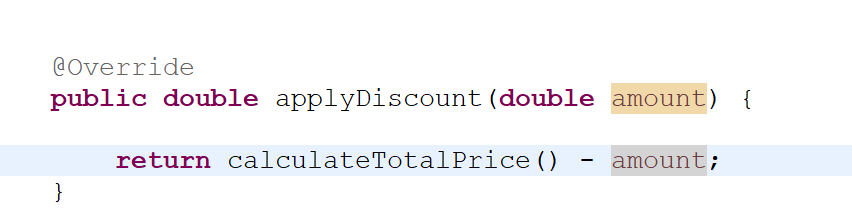 @Override
public double applyDiscount(double amount) {
return calculateTotalPrice() - amount;
}